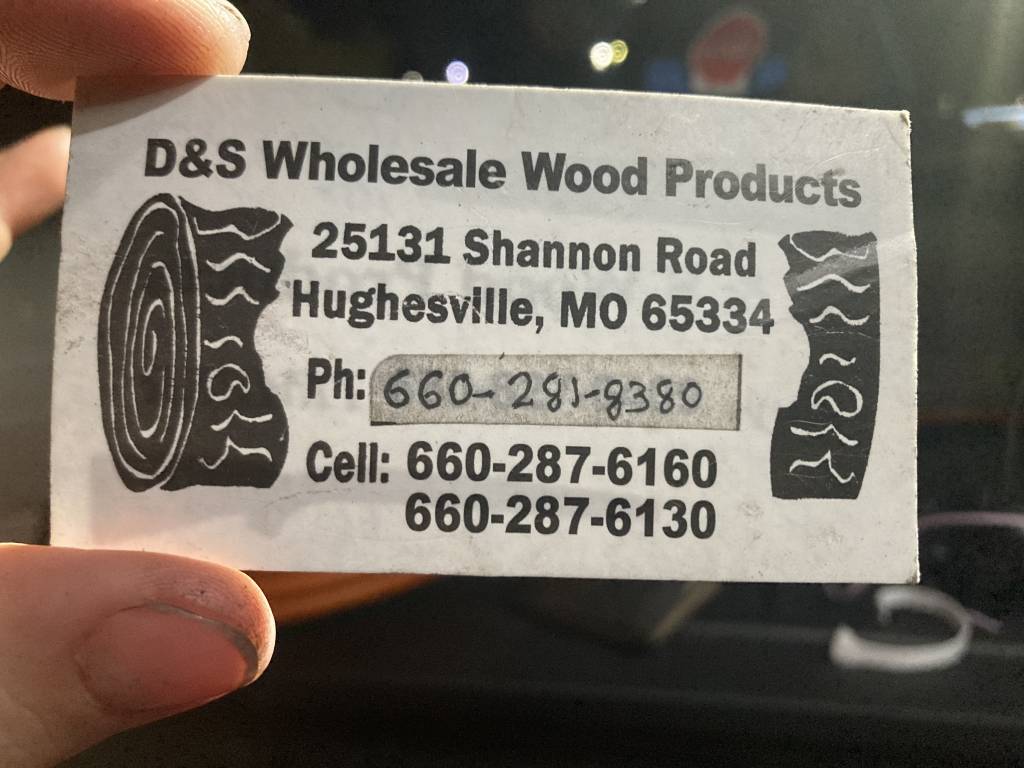 D&S Wholesale Wood Products
25131 Shannon Road
Hughesville, MO 65334
Ph: 660-281-8380
Cell: 660-287-6160
660-287-6130